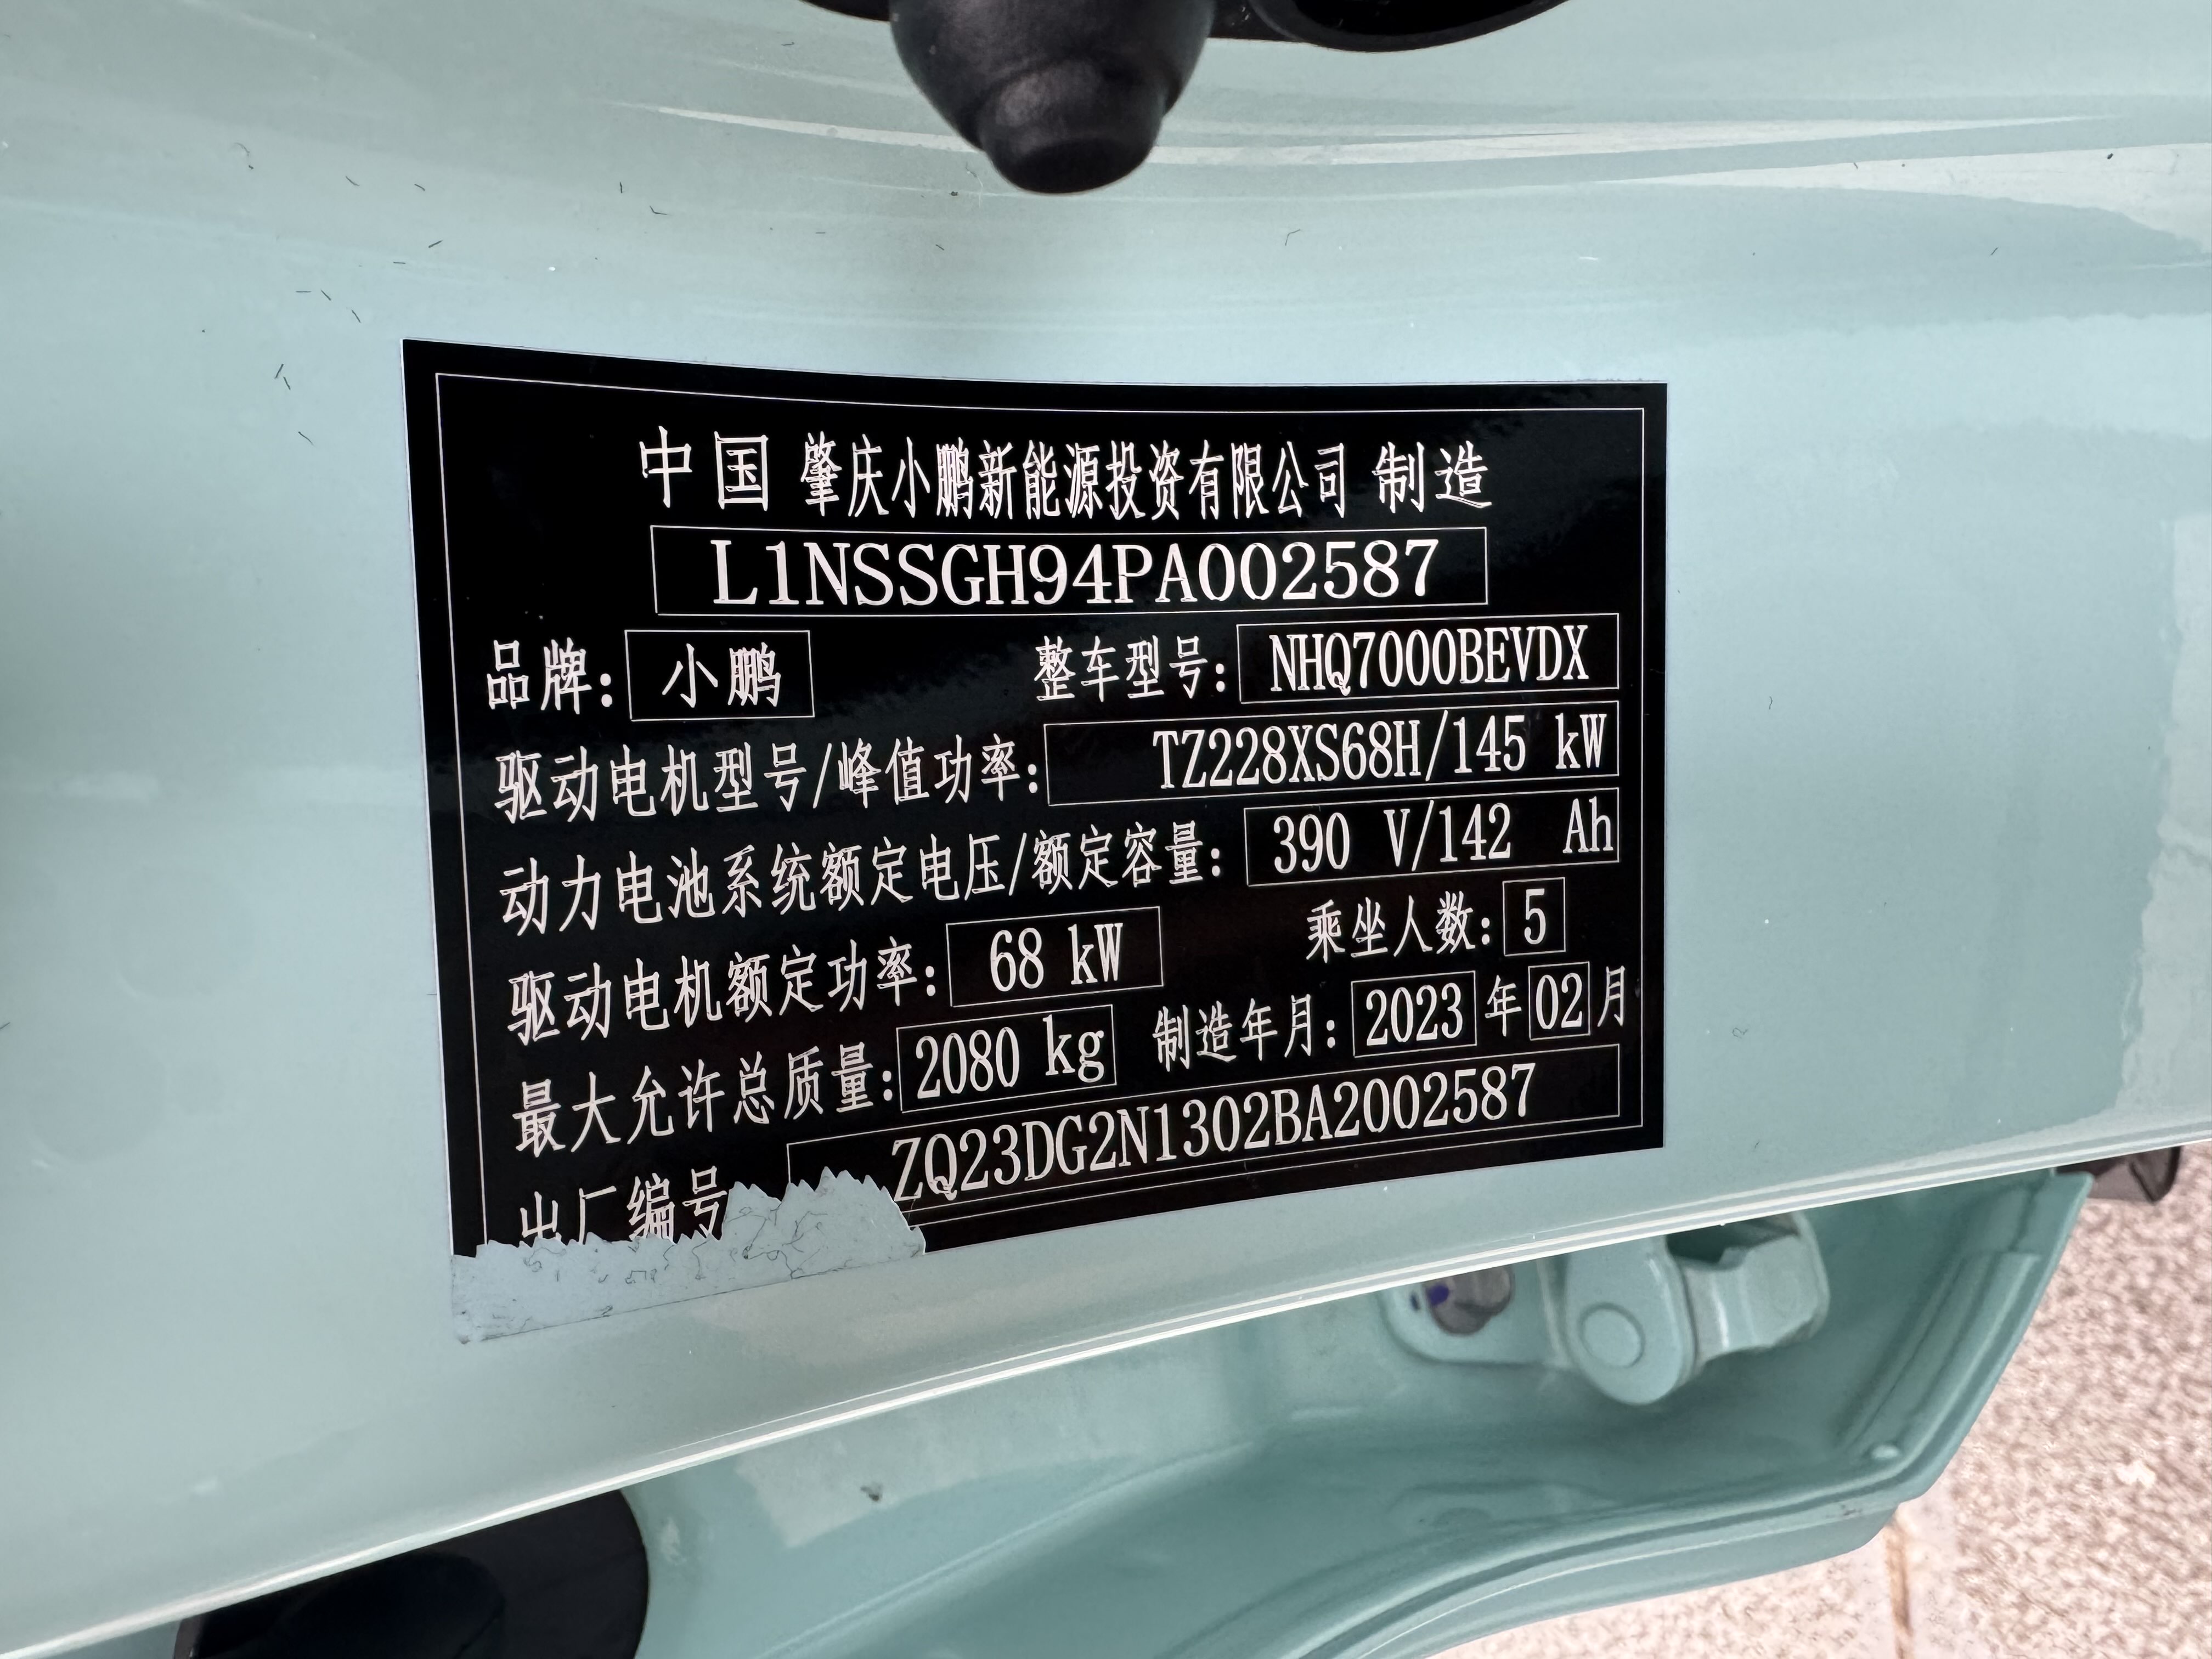 中国 肇庆小鹏新能源投资有限公司 制造
L1NSSGH94PA002587
品牌: 小鹏 整车型号: NHQ7000BEVDX
驱动电机型号/峰值功率: TZ228XS68H/145 kW
动力电池系统额定电压/额定容量: 390 V/142 Ah
驱动电机额定功率: 68 kW 乘坐人数: 5
最大允许总质量: 2080 kg 制造年月: 2023 年 02 月
出厂编号 ZQ23DG2N1302BA2002587